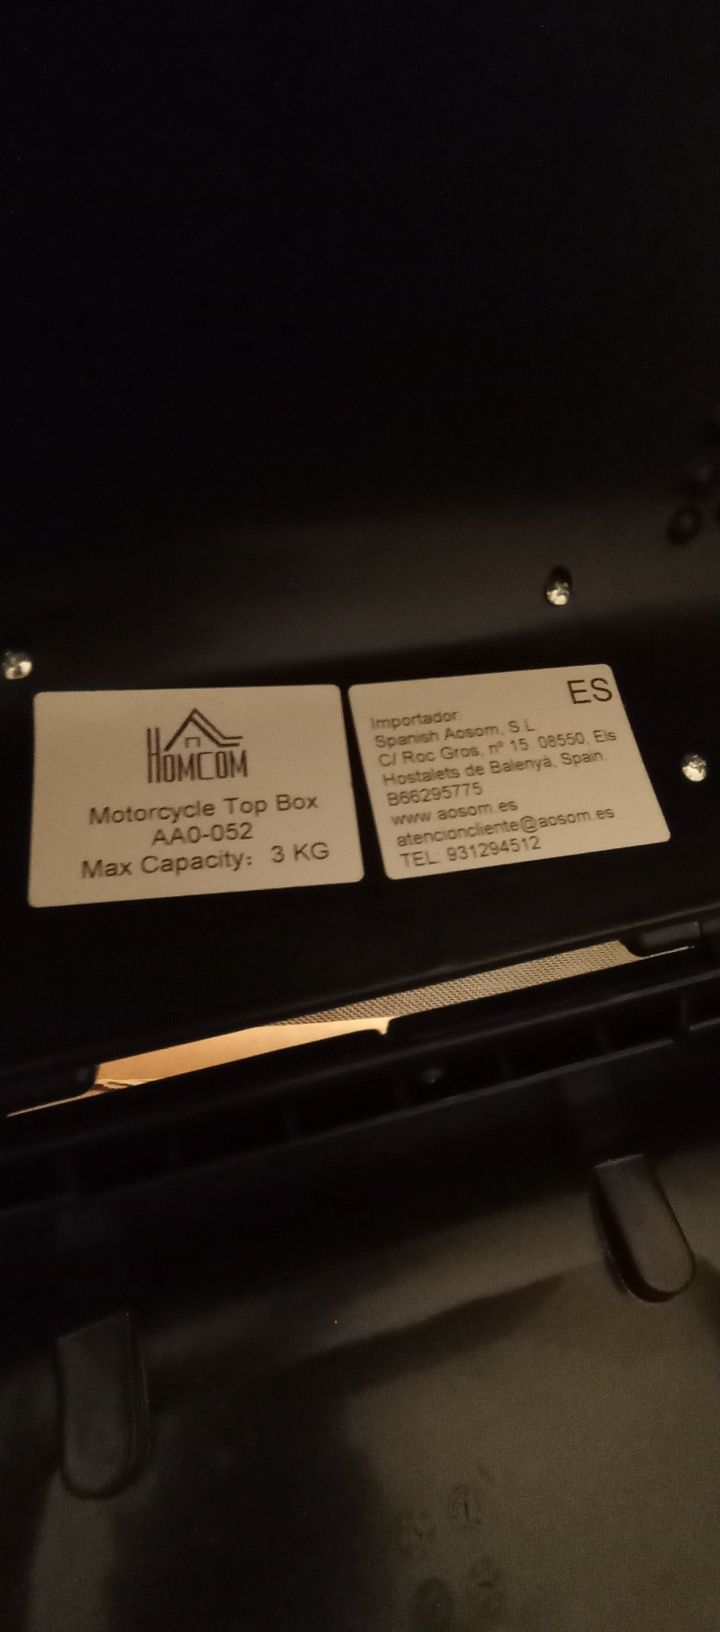 HOMCOM
Motorcycle Top Box
AA0-052
Max Capacity: 3 KG
ES
Importador:
Spanish Aosom, S.L.
C/ Roc Gros, nº 15. 08550, Els
Hostalets de Balenyà, Spain.
B66295775
www.aosom.es
atencioncliente@aosom.es
TEL: 931294512